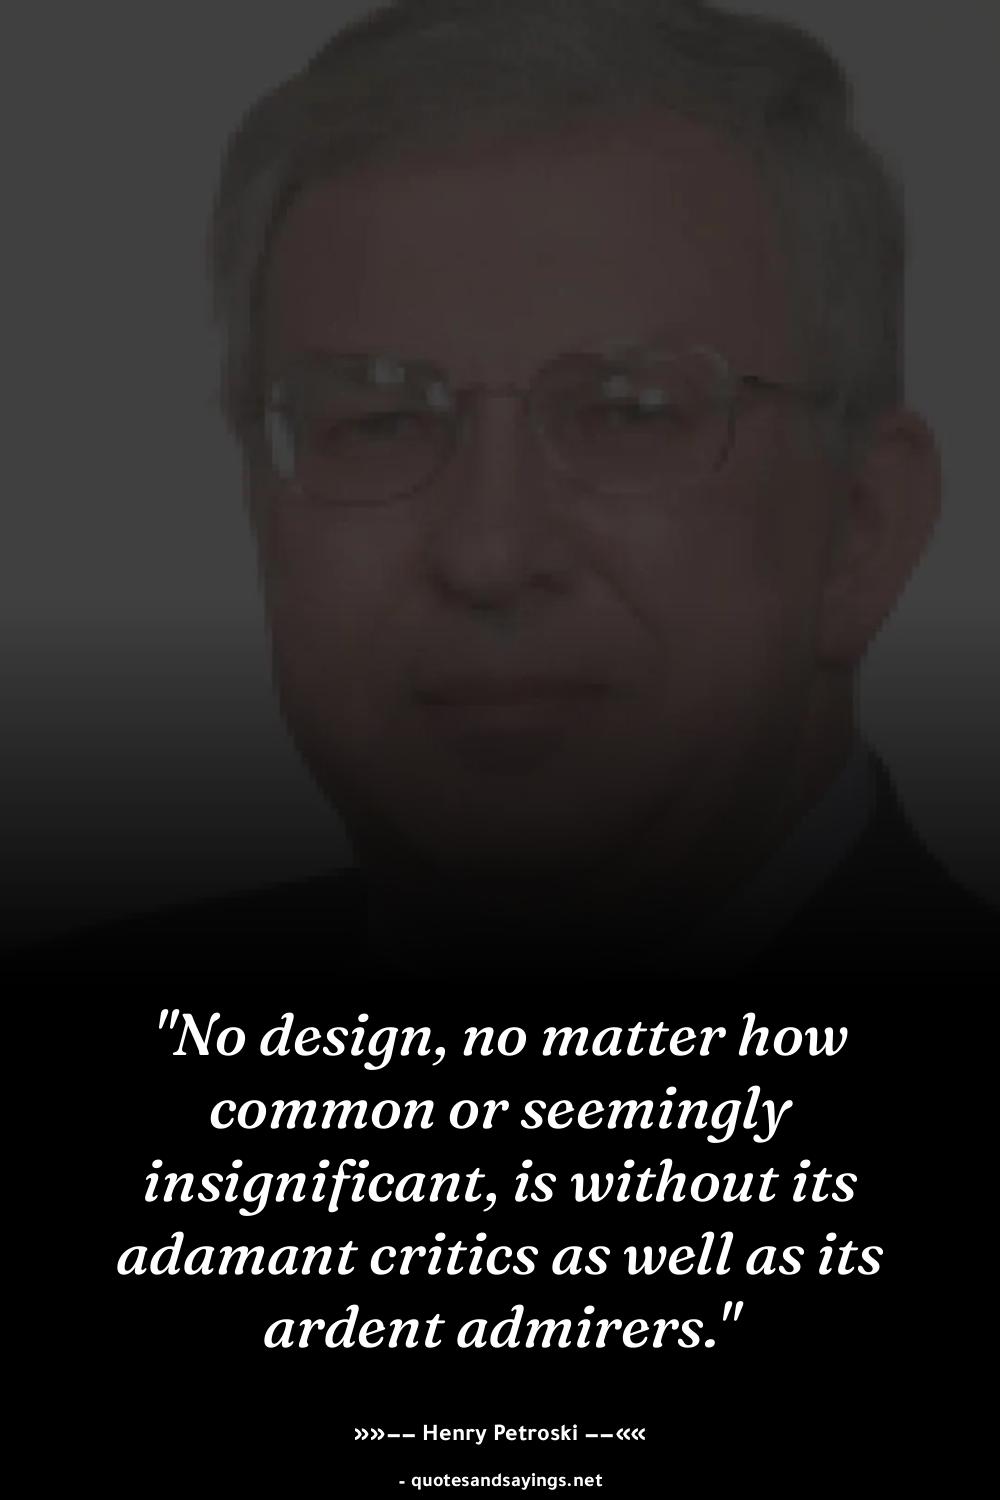 "No design, no matter how
common or seemingly
insignificant, is without its
adamant critics as well as its
ardent admirers."
»»−− Henry Petroski −−««
- quotesandsayings.net